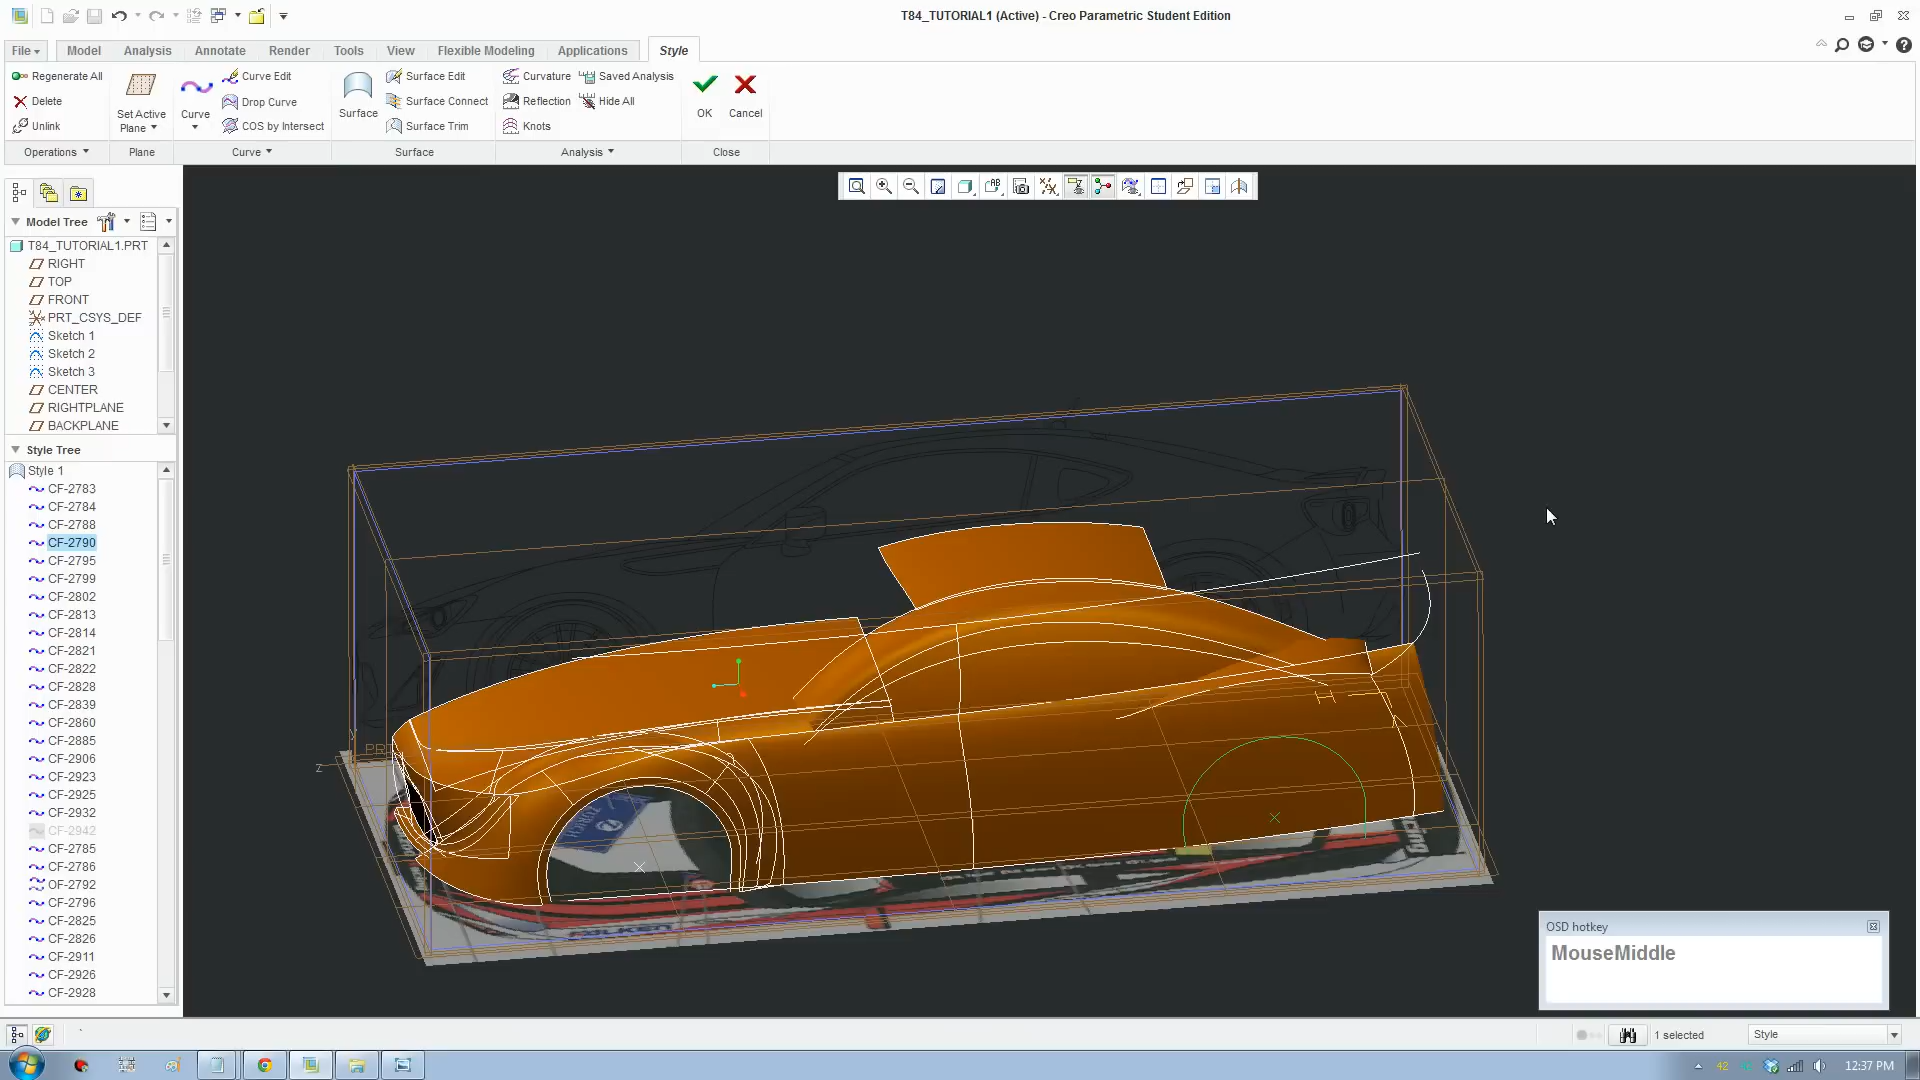 T84_TUTORIAL1 (Active) - Creo Parametric Student Edition
File Model Analysis Annotate Render Tools View Flexible Modeling Applications Style
Regenerate All
Delete
Unlink
Set Active
Plane
Curve
Curve Edit
Drop Curve
COS by Intersect
Surface
Surface Edit
Surface Connect
Surface Trim
Curvature
Reflection
Knots
Saved Analysis
Hide All
OK
Cancel
Operations Plane Curve Surface Analysis Close
Model Tree
T84_TUTORIAL1.PRT
RIGHT
TOP
FRONT
PRT_CSYS_DEF
Sketch 1
Sketch 2
Sketch 3
CENTER
RIGHTPLANE
BACKPLANE
Style Tree
Style 1
CF-2783
CF-2784
CF-2788
CF-2790
CF-2795
CF-2799
CF-2802
CF-2813
CF-2814
CF-2821
CF-2822
CF-2828
CF-2839
CF-2860
CF-2885
CF-2906
CF-2923
CF-2925
CF-2932
CF-2942
CF-2785
CF-2786
OF-2792
CF-2796
CF-2825
CF-2826
CF-2911
CF-2926
CF-2928
Z
FALKEN
OSD hotkey
MouseMiddle
1 selected
Style
42
12:37 PM